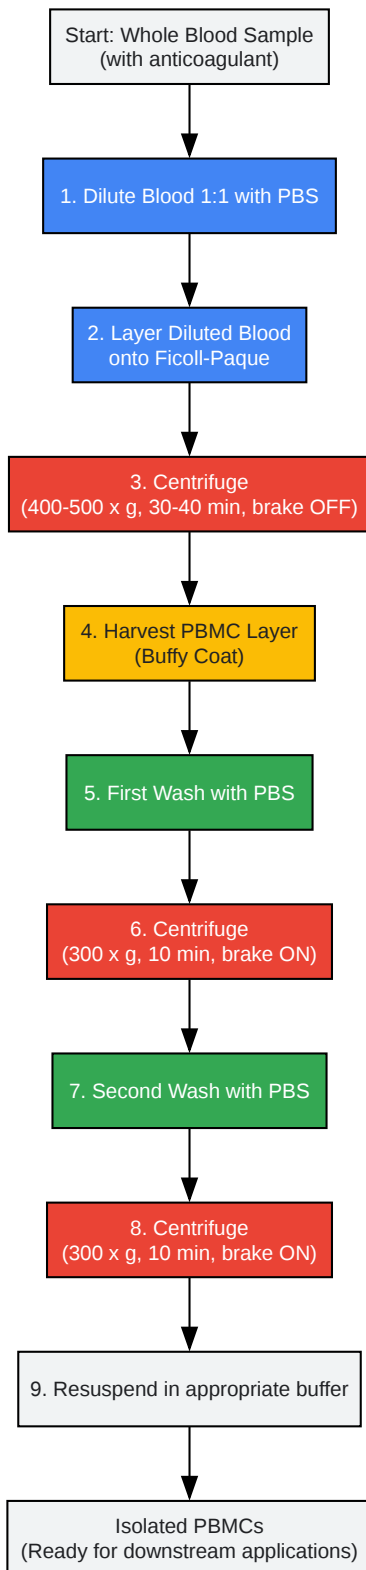 Start: Whole Blood Sample
(with anticoagulant)
1. Dilute Blood 1:1 with PBS
2. Layer Diluted Blood
onto Ficoll-Paque
3. Centrifuge
(400-500 x g, 30-40 min, brake OFF)
4. Harvest PBMC Layer
(Buffy Coat)
5. First Wash with PBS
6. Centrifuge
(300 x g, 10 min, brake ON)
7. Second Wash with PBS
8. Centrifuge
(300 x g, 10 min, brake ON)
9. Resuspend in appropriate buffer
Isolated PBMCs
(Ready for downstream applications)